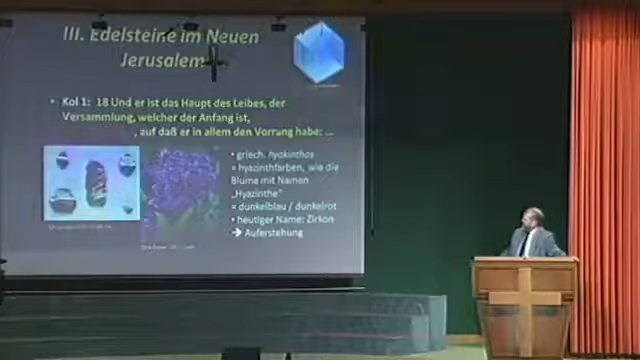 III. Edelsteine im Neuen
Jerusalem
• Kol 1: 18 Und er ist das Haupt des Leibes, der
Versammlung, welcher der Anfang ist,
, auf daß er in allem den Vorrang habe: ...
• griech. hyakinthos
= hyazinthfarben, wie die
Blume mit Namen
„Hyazinthe“
= dunkelblau / dunkelrot
• heutiger Name: Zirkon
→ Auferstehung